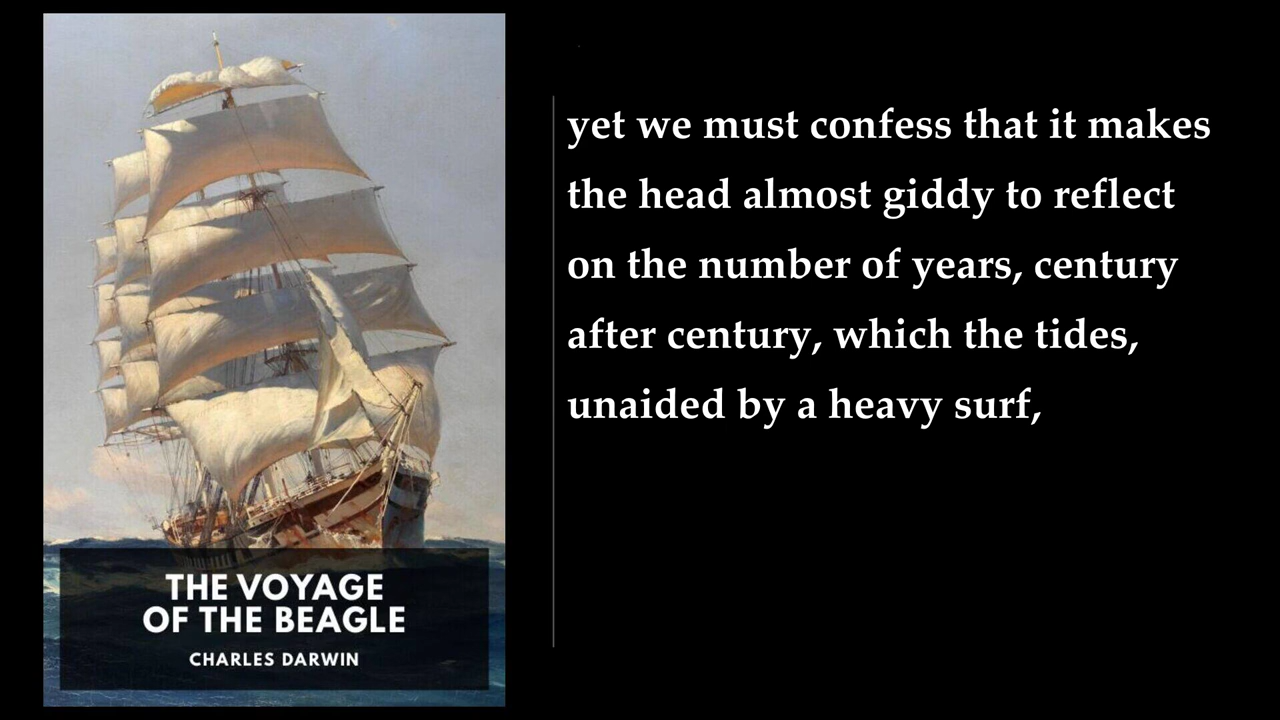 THE VOYAGE
OF THE BEAGLE
CHARLES DARWIN
yet we must confess that it makes
the head almost giddy to reflect
on the number of years, century
after century, which the tides,
unaided by a heavy surf,